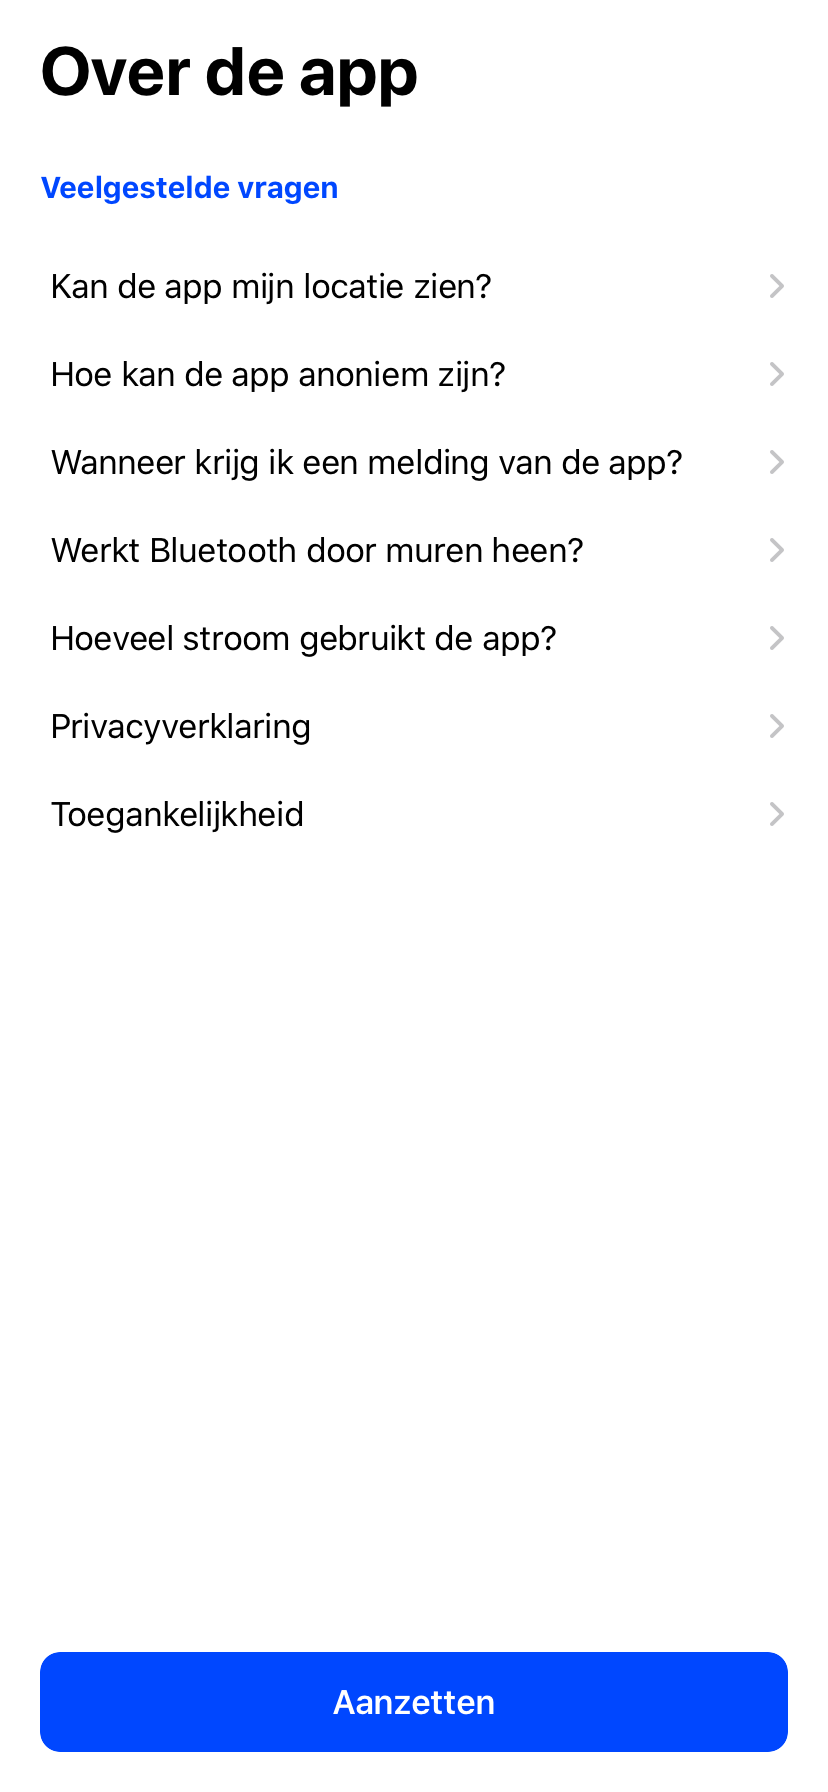 Over de app
Veelgestelde vragen
Kan de app mijn locatie zien?
Hoe kan de app anoniem zijn?
Wanneer krijg ik een melding van de app?
Werkt Bluetooth door muren heen?
Hoeveel stroom gebruikt de app?
Privacyverklaring
Toegankelijkheid
Aanzetten